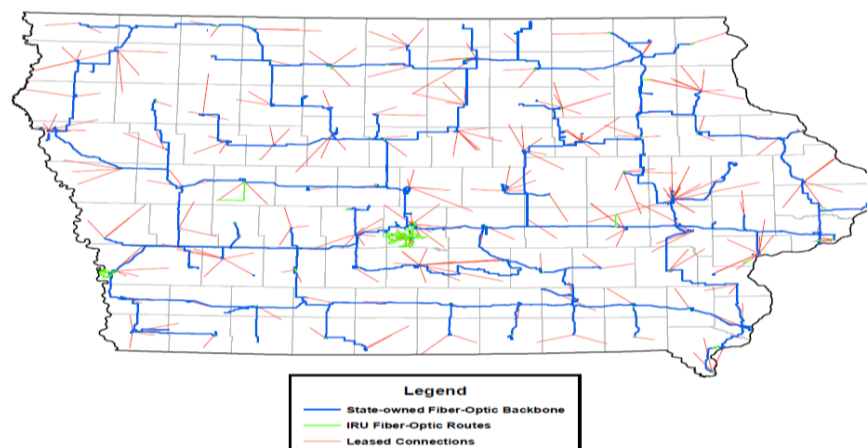 Legend
State-owned Fiber-Optic Backbone
IRU Fiber-Optic Routes
Leased Connections